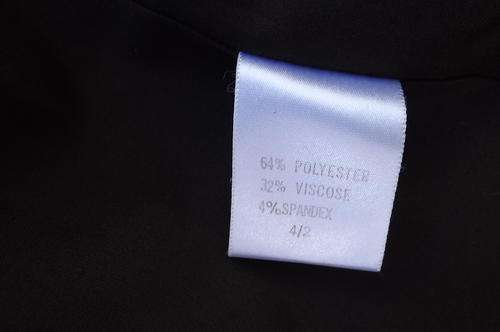 64% POLYESTER
32% VISCOSE
4%SPANDEX
4/2